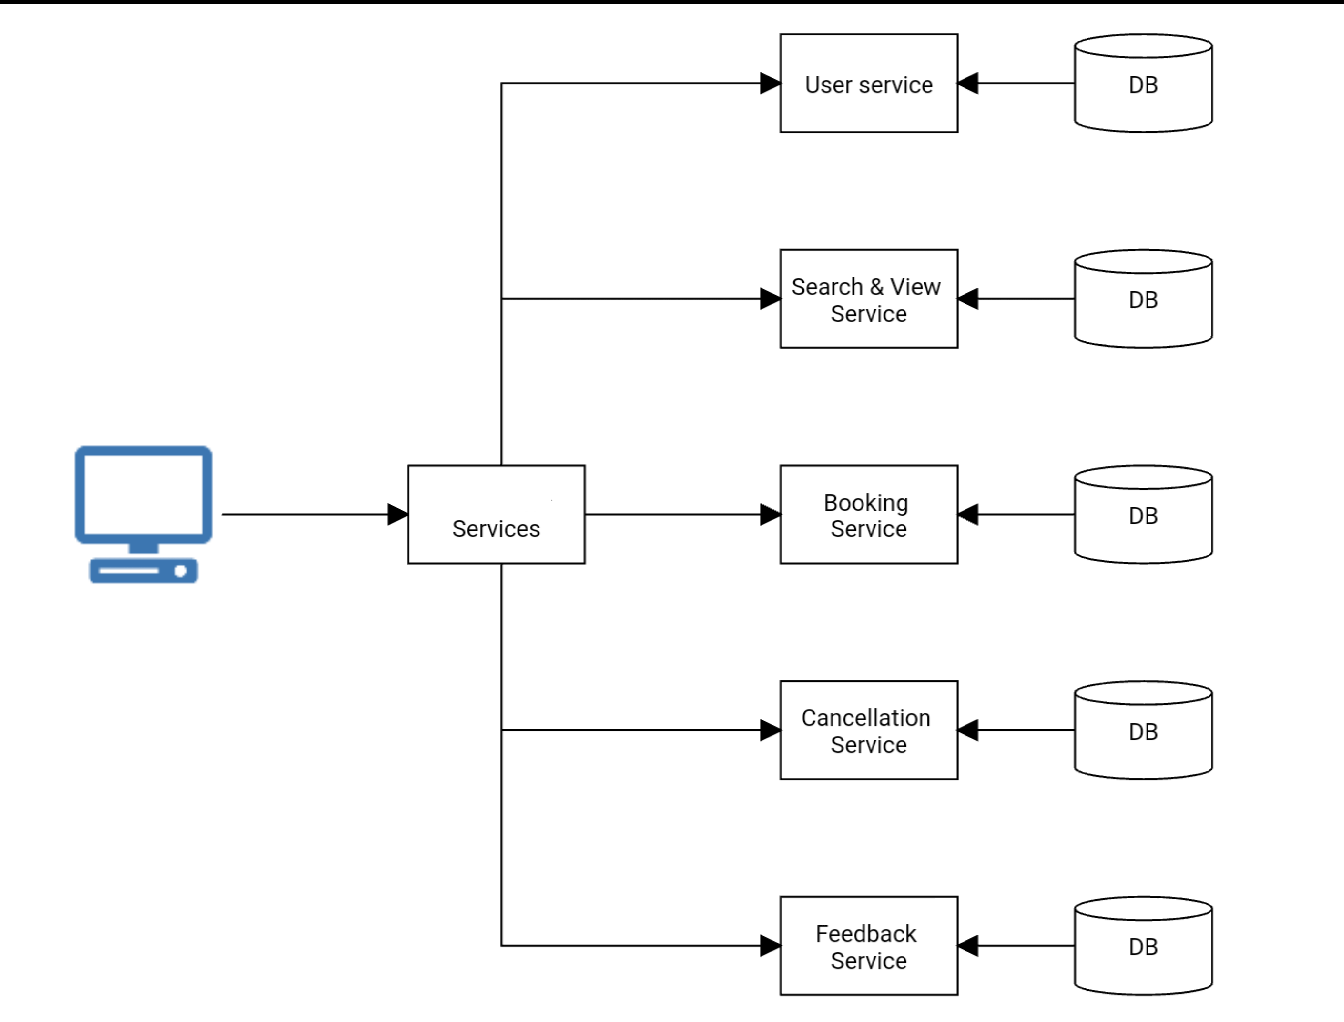 User service
DB
Search & View
Service
DB
Services
Booking
Service
DB
Cancellation
Service
DB
Feedback
Service
DB